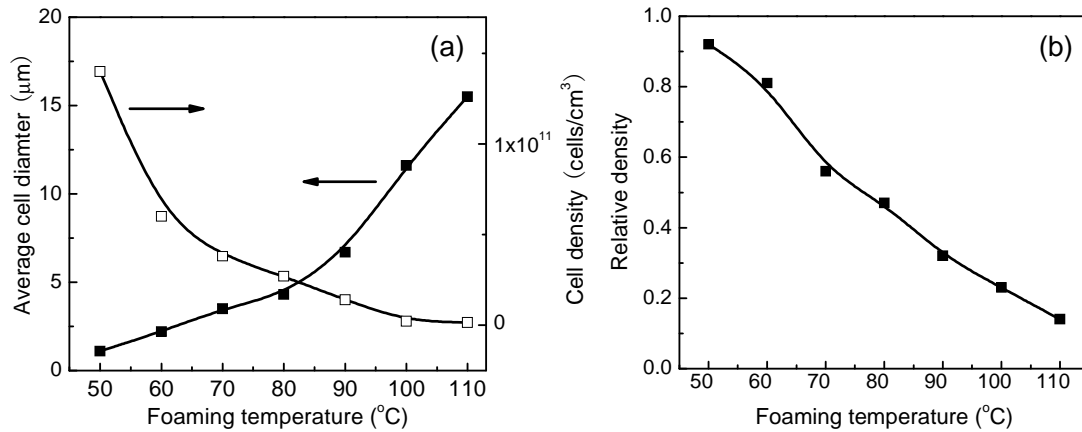 (a)
Average cell diamter (μm)
20
15
10
5
0
1x10¹¹
0
Cell density (cells/cm³)
50 60 70 80 90 100 110
Foaming temperature (°C)
(b)
Relative density
1.0
0.8
0.6
0.4
0.2
0.0
50 60 70 80 90 100 110
Foaming temperature (°C)